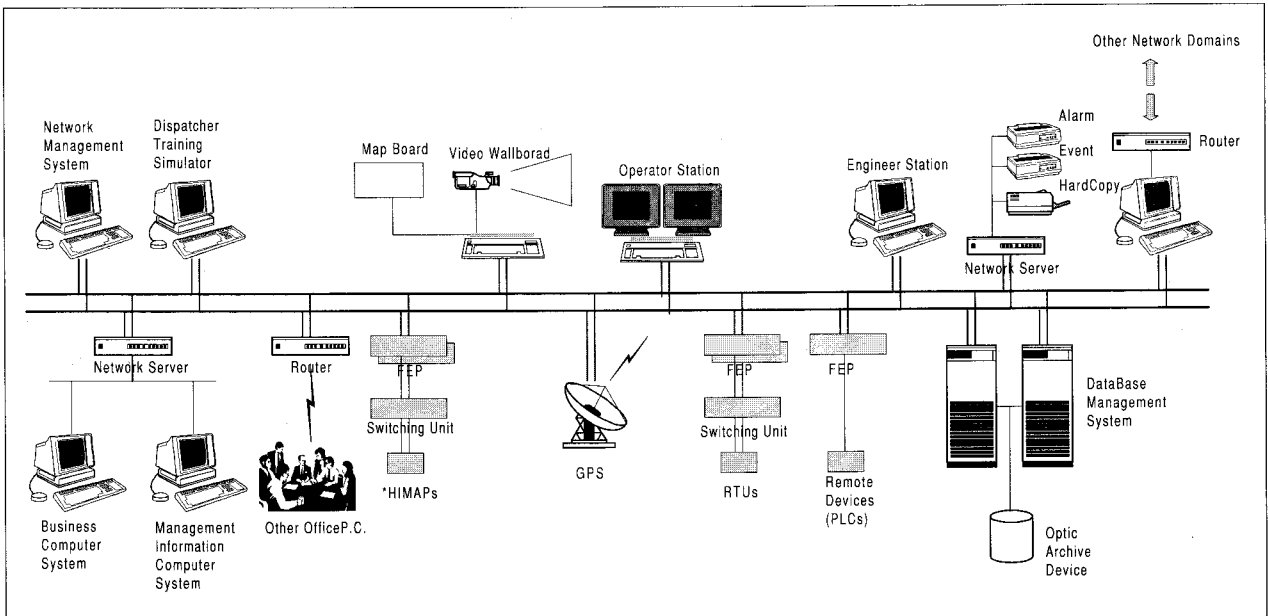 Other Network Domains
Network
Management
System
Dispatcher
Training
Simulator
Map Board
Video Wallborad
Operator Station
Engineer Station
Alarm
Event
HardCopy
Router
Network Server
Network Server
Router
FEP
FEP
FEP
Switching Unit
Switching Unit
*HIMAPs
GPS
RTUs
Remote
Devices
(PLCs)
DataBase
Management
System
Business
Computer
System
Management
Information
Computer
System
Other OfficeP.C.
Optic
Archive
Device